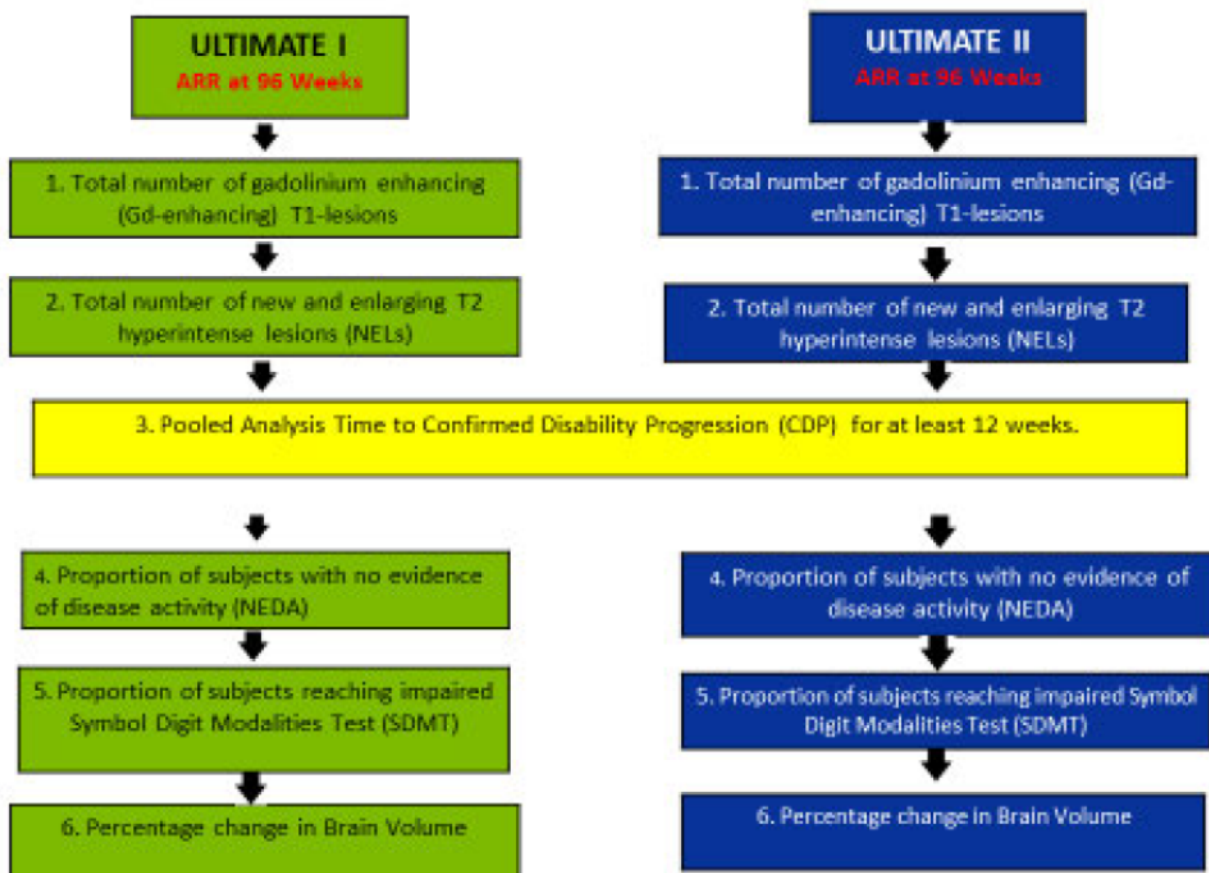 ULTIMATE I
ARR at 96 Weeks
ULTIMATE II
ARR at 96 Weeks
1. Total number of gadolinium enhancing
(Gd-enhancing) T1-lesions
1. Total number of gadolinium enhancing (Gd-
enhancing) T1-lesions
2. Total number of new and enlarging T2
hyperintense lesions (NELs)
2. Total number of new and enlarging T2
hyperintense lesions (NELs)
3. Pooled Analysis Time to Confirmed Disability Progression (CDP) for at least 12 weeks.
4. Proportion of subjects with no evidence
of disease activity (NEDA)
4. Proportion of subjects with no evidence of
disease activity (NEDA)
5. Proportion of subjects reaching impaired
Symbol Digit Modalities Test (SDMT)
5. Proportion of subjects reaching impaired Symbol
Digit Modalities Test (SDMT)
6. Percentage change in Brain Volume
6. Percentage change in Brain Volume